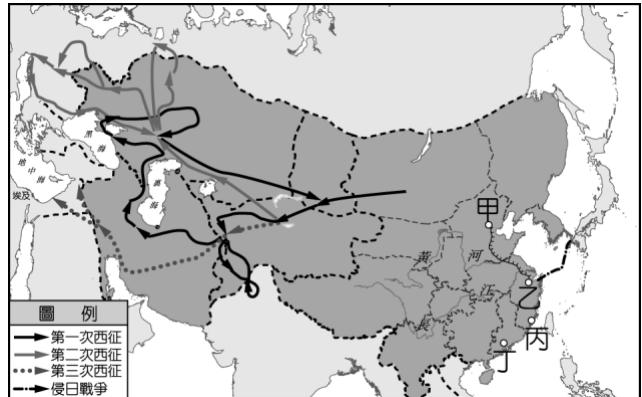 黑海
地中海
裏海
埃及
甲
黃河
長江
乙
丙
丁
圖例
第一次西征
第二次西征
第三次西征
侵日戰爭